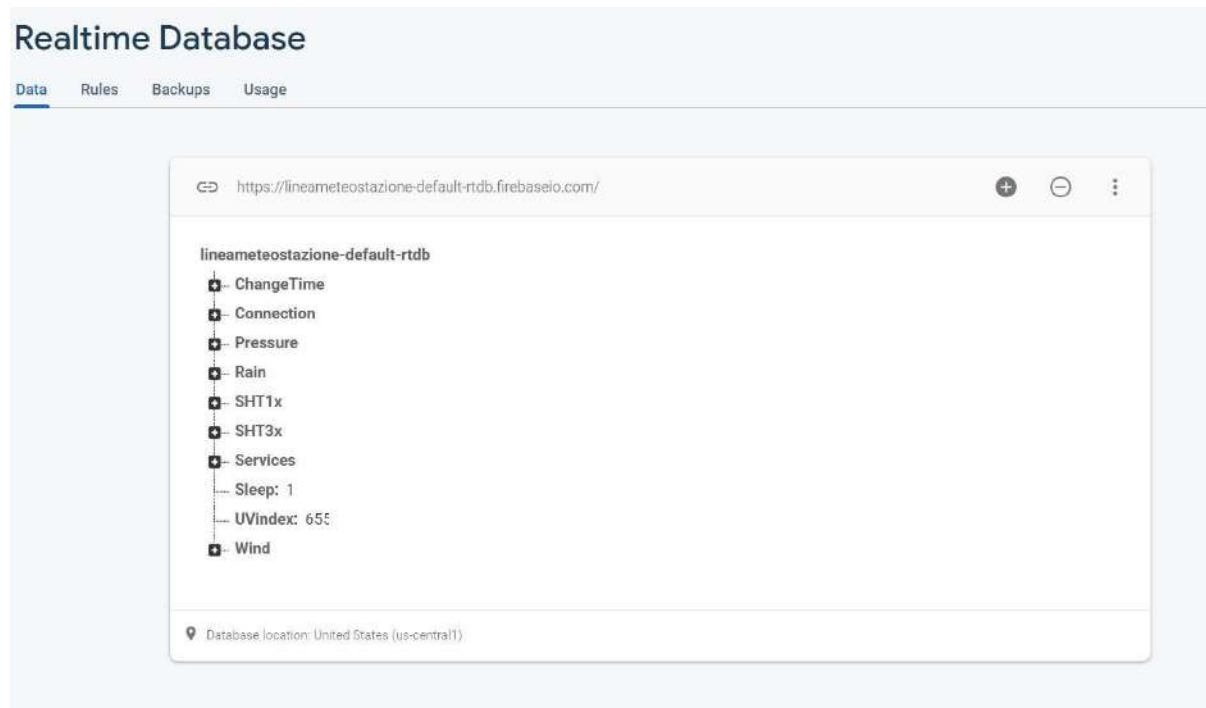 Realtime Database
Data Rules Backups Usage
https://lineameteostazione-default-rtdb.firebaseio.com/
lineameteostazione-default-rtdb
ChangeTime
Connection
Pressure
Rain
SHT1x
SHT3x
Services
Sleep: 1
UVindex: 655
Wind
Database location: United States (us-central1)